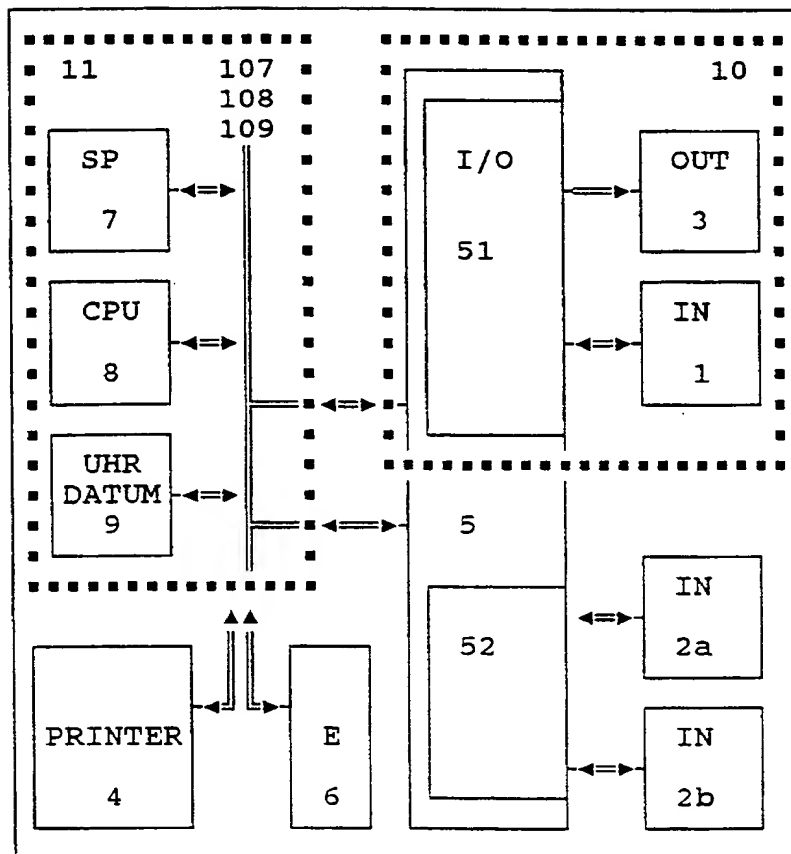 11
107
108
109
SP
7
CPU
8
UHR
DATUM
9
10
I/O
51
OUT
3
IN
1
5
52
IN
2a
IN
2b
PRINTER
4
E
6